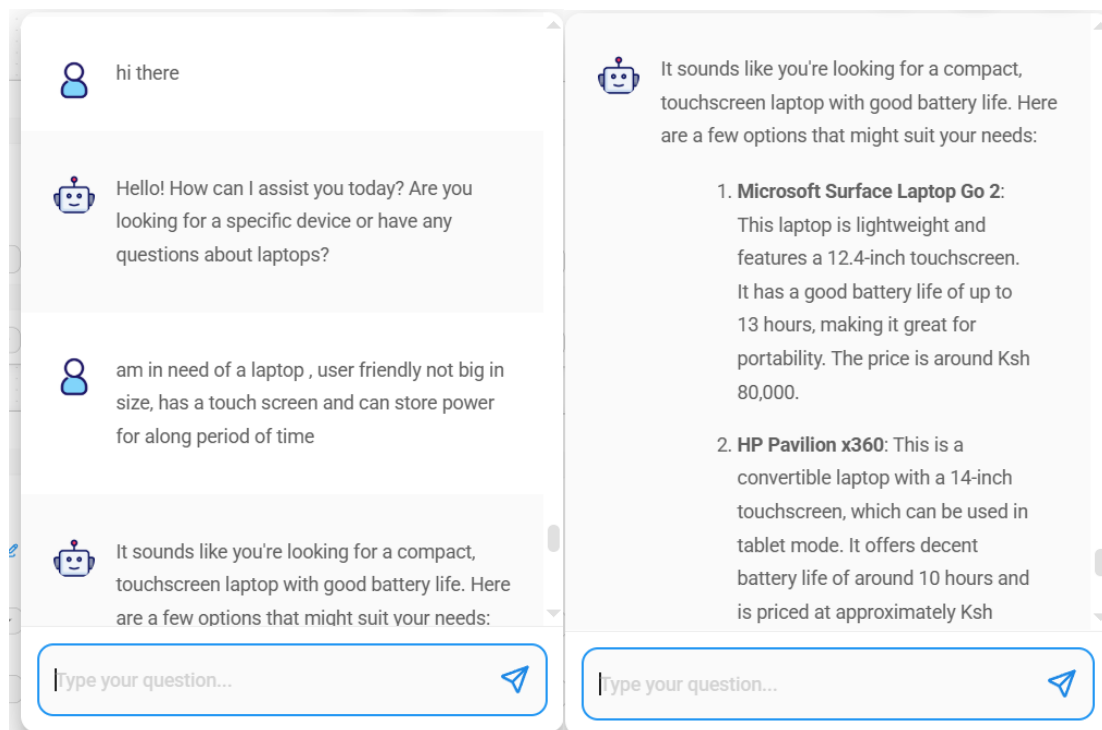 hi there
Hello! How can I assist you today? Are you
looking for a specific device or have any
questions about laptops?
am in need of a laptop , user friendly not big in
size, has a touch screen and can store power
for along period of time
It sounds like you're looking for a compact,
touchscreen laptop with good battery life. Here
are a few options that might suit your needs:
Type your question...
It sounds like you're looking for a compact,
touchscreen laptop with good battery life. Here
are a few options that might suit your needs:
1. Microsoft Surface Laptop Go 2:
This laptop is lightweight and
features a 12.4-inch touchscreen.
It has a good battery life of up to
13 hours, making it great for
portability. The price is around Ksh
80,000.
2. HP Pavilion x360: This is a
convertible laptop with a 14-inch
touchscreen, which can be used in
tablet mode. It offers decent
battery life of around 10 hours and
is priced at approximately Ksh
Type your question...